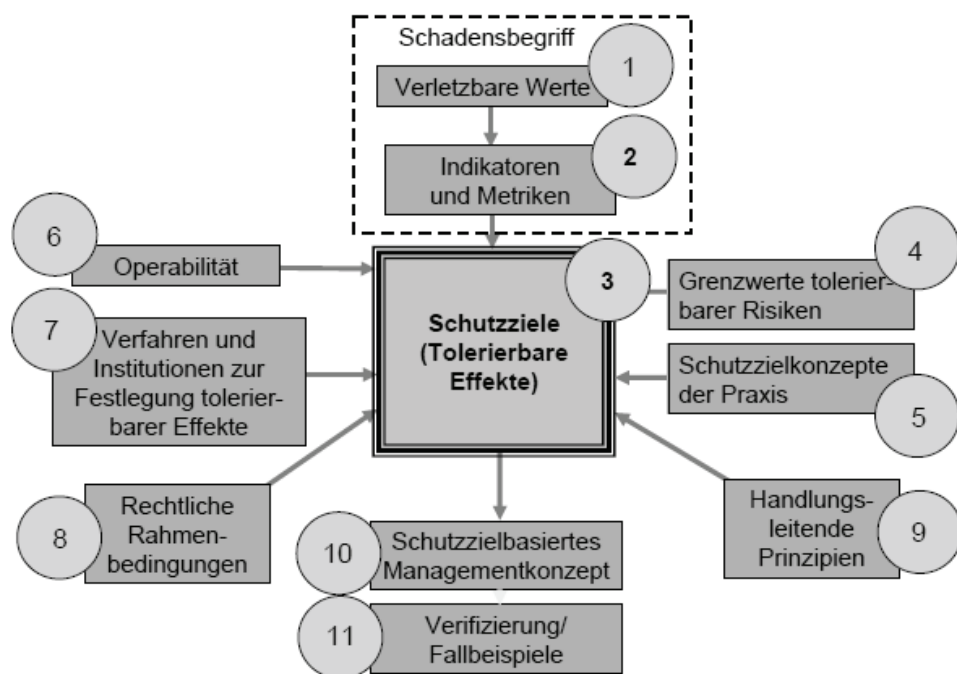 Schadensbegriff
1
Verletzbare Werte
2
Indikatoren
und Metriken
6
Operabilität
3
4
Grenzwerte tolerier-
barer Risiken
7
Verfahren und
Institutionen zur
Festlegung tolerier-
barer Effekte
Schutzziele
(Tolerierbare
Effekte)
Schutzzielkonzepte
der Praxis
5
8
Rechtliche
Rahmen-
bedingungen
10
Schutzzielbasiertes
Managementkonzept
Handlungs-
leitende
Prinzipien
9
11
Verifizierung/
Fallbeispiele